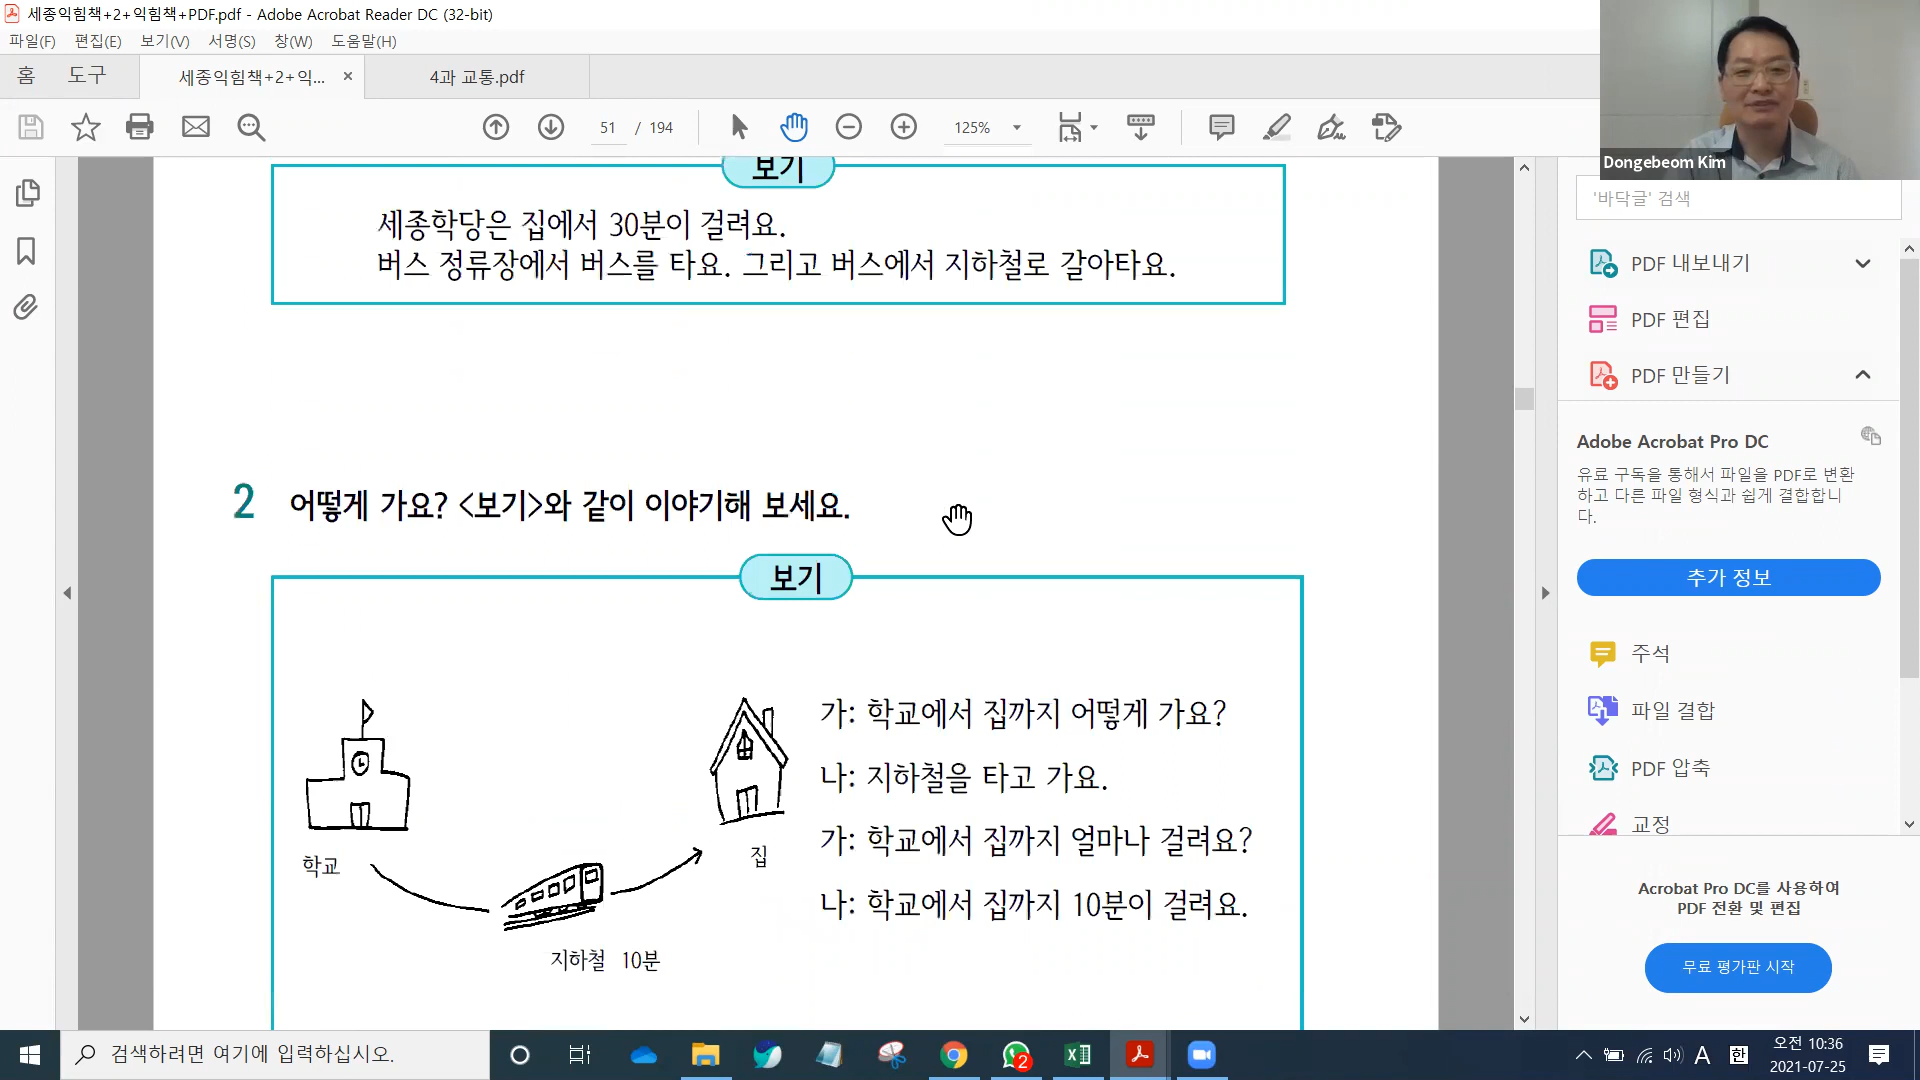 세종익힘책+2+익힘책+PDF.pdf - Adobe Acrobat Reader DC (32-bit)
파일(F) 편집(E) 보기(V) 서명(S) 창(W) 도움말(H)
홈 도구 세종익힘책+2+익... × 4과 교통.pdf
51 / 194 125%
Dongebeom Kim
보기
세종학당은 집에서 30분이 걸려요.
버스 정류장에서 버스를 타요. 그리고 버스에서 지하철로 갈아타요.
2 어떻게 가요? <보기>와 같이 이야기해 보세요.
보기
가: 학교에서 집까지 어떻게 가요?
나: 지하철을 타고 가요.
가: 학교에서 집까지 얼마나 걸려요?
나: 학교에서 집까지 10분이 걸려요.
학교
집
지하철 10분
'바닥글' 검색
PDF 내보내기
PDF 편집
PDF 만들기
Adobe Acrobat Pro DC
유료 구독을 통해서 파일을 PDF로 변환
하고 다른 파일 형식과 쉽게 결합합니
다.
추가 정보
주석
파일 결합
PDF 압축
교정
Acrobat Pro DC를 사용하여
PDF 전환 및 편집
무료 평가판 시작
검색하려면 여기에 입력하십시오.
2
A 한
오전 10:36
2021-07-25